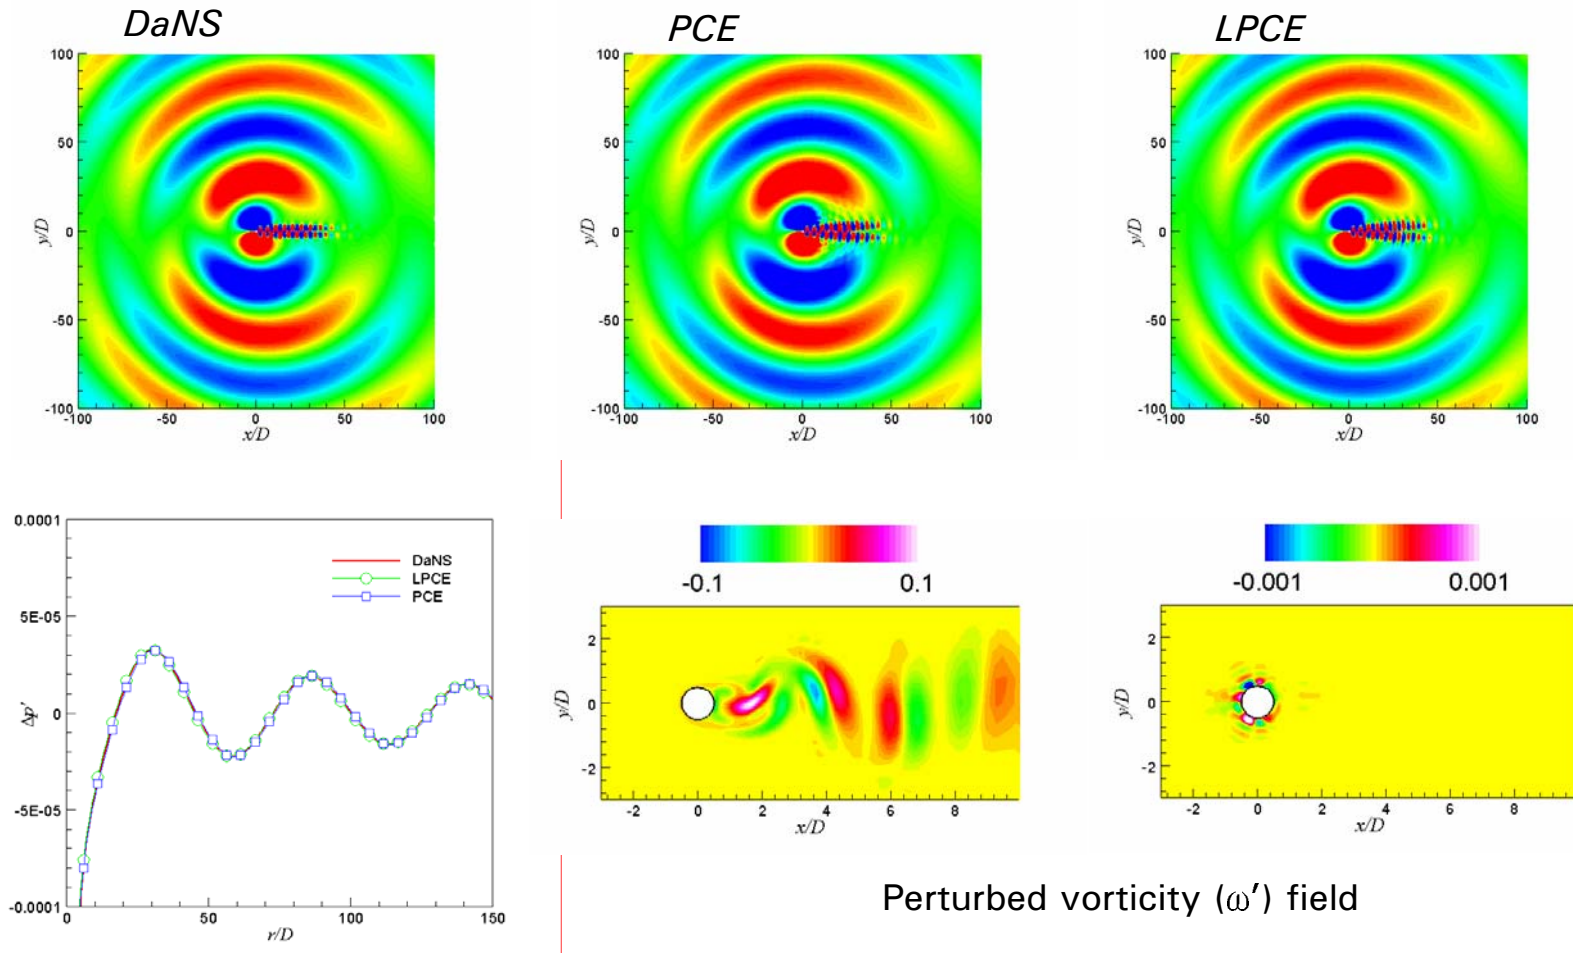 DaNS
PCE
LPCE
100
50
0
-50
-100
y/D
-100
-50
0
50
100
x/D
100
50
0
-50
-100
y/D
-100
-50
0
50
100
x/D
100
50
0
-50
-100
y/D
-100
-50
0
50
100
x/D
0.0001
5E-05
0
-5E-05
-0.0001
Δp'
DaNS
LPCE
PCE
0
50
100
150
r/D
-0.1
0.1
2
0
-2
y/D
-2
0
2
4
6
8
x/D
-0.001
0.001
2
0
-2
y/D
-2
0
2
4
6
8
x/D
Perturbed vorticity (ω′) field